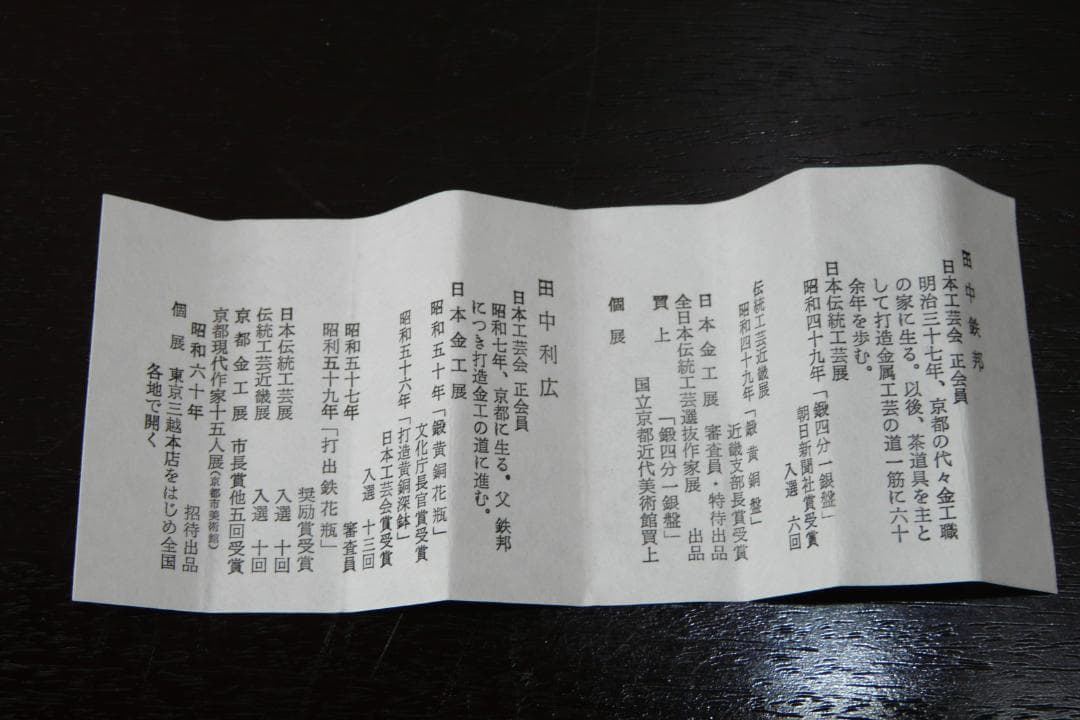 田中鉄邦
日本工芸会 正会員
明治三十七年、京都の代々金工職
の家に生る。以後、茶道具を主と
して打造金属工芸の道一筋に六十
余年を歩む。
日本伝統工芸展
昭和四十九年「鍛四分一銀盤」
朝日新聞社賞受賞
入選 六回
伝統工芸近畿展
昭和四十九年「鍛黄銅盤」
近畿支部長賞受賞
日本金工展 審査員・特待出品
全日本伝統工芸選抜作家展 出品
買上 「鍛四分一銀盤」
国立京都近代美術館買上
個展
田中利広
日本工芸会 正会員
昭和七年、京都に生る。父 鉄邦
につき打造金工の道に進む。
日本金工展
昭和五十年「鍛黄銅花瓶」
文化庁長官賞受賞
昭和五十六年「打造黄銅深鉢」
日本工芸会賞受賞
入選 十三回
昭和五十七年 審査員
昭利五十九年「打出鉄花瓶」
奨励賞受賞
日本伝統工芸展 入選 十回
伝統工芸近畿展 入選 十回
京都金工展 市長賞他五回受賞
京都現代作家十五人展(京都市美術館)
昭和六十年 招待出品
個展 東京三越本店をはじめ全国
各地で開く